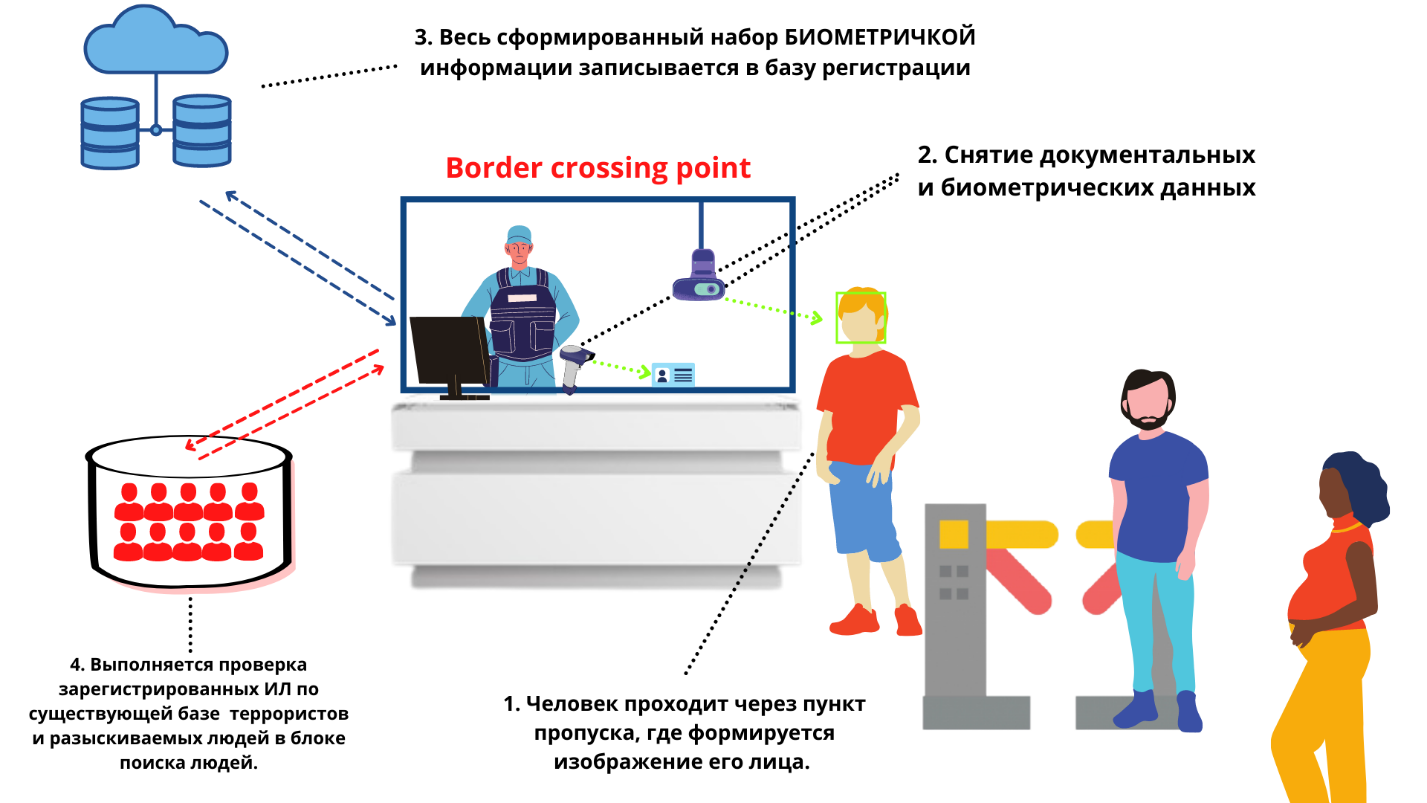 3. Весь сформированный набор БИОМЕТРИЧКОЙ
информации записывается в базу регистрации
2. Снятие документальных
и биометрических данных
Border crossing point
1. Человек проходит через пункт
пропуска, где формируется
изображение его лица.
4. Выполняется проверка
зарегистрированных ИЛ по
существующей базе террористов
и разыскиваемых людей в блоке
поиска людей.